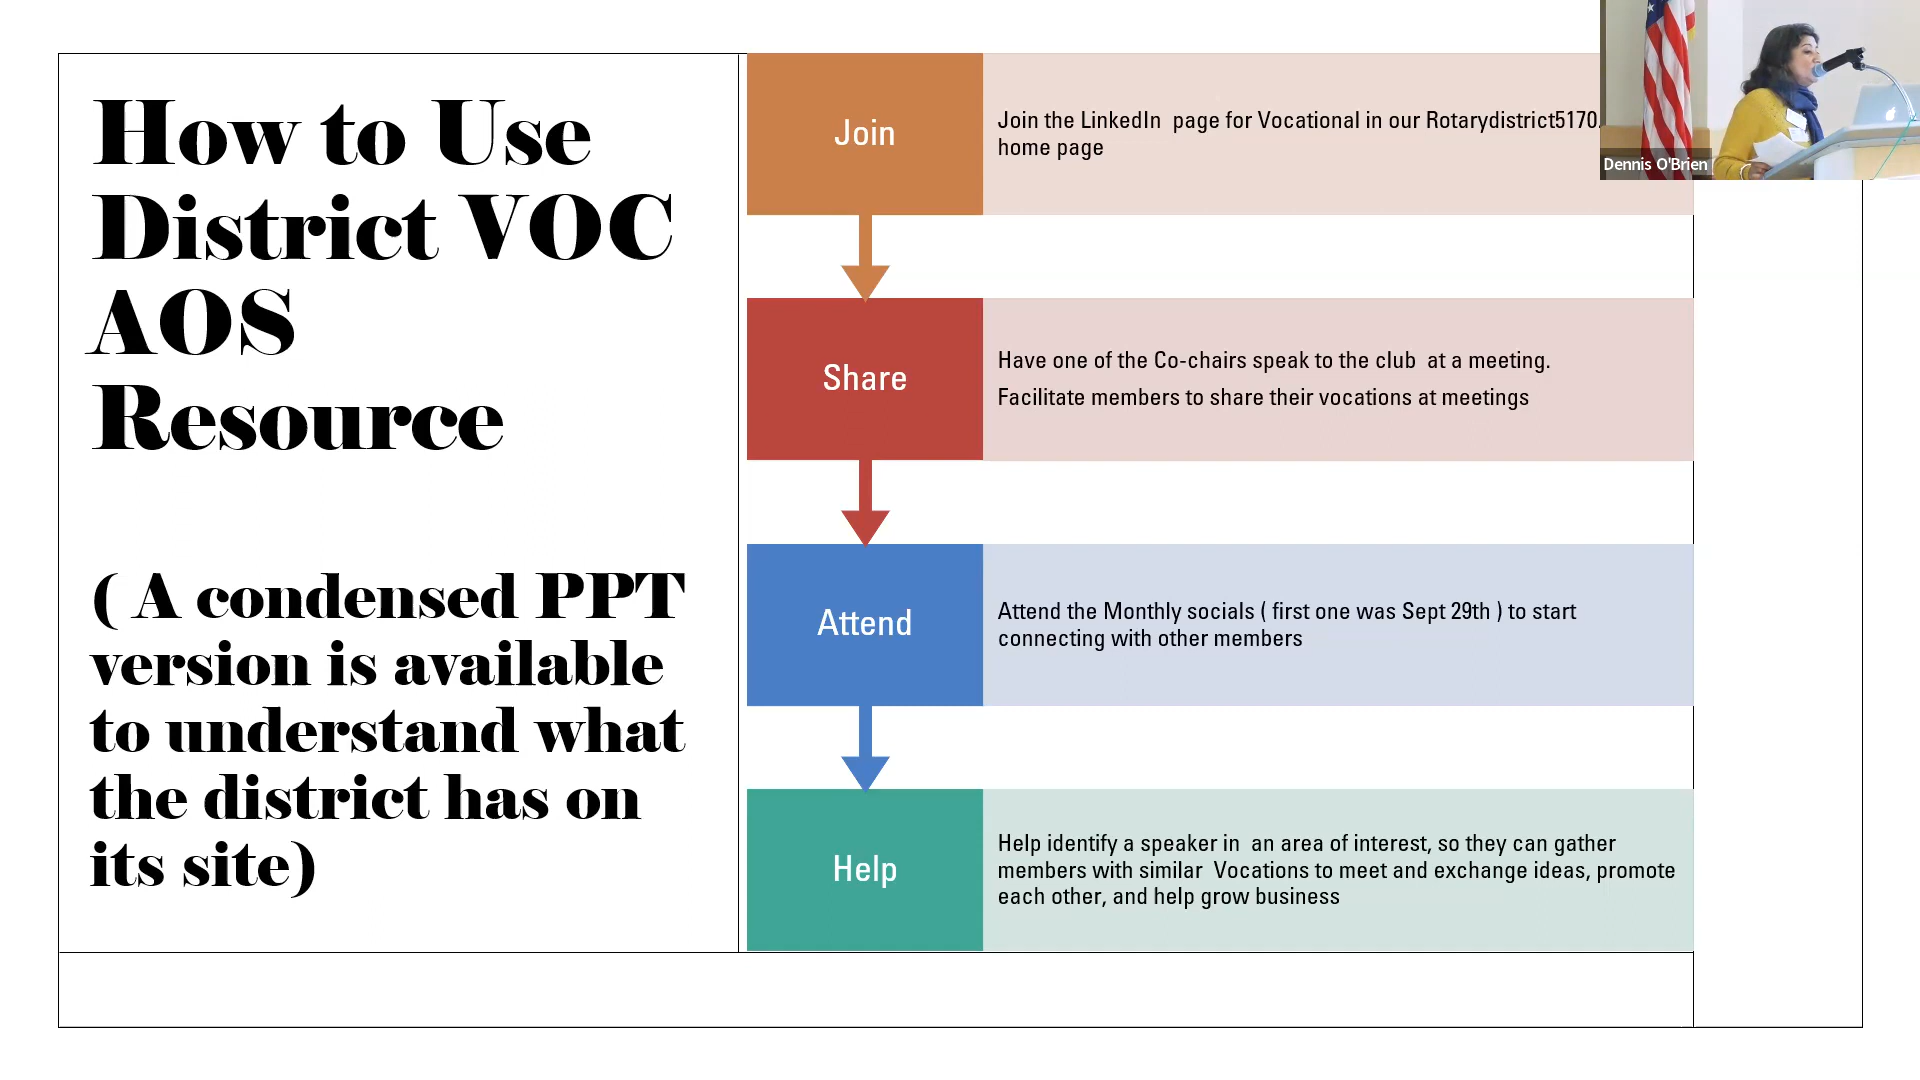 How to Use
District VOC
AOS
Resource
( A condensed PPT
version is available
to understand what
the district has on
its site)
Join
Join the LinkedIn  page for Vocational in our Rotarydistrict5170.
home page
Share
Have one of the Co-chairs speak to the club  at a meeting.
Facilitate members to share their vocations at meetings
Attend
Attend the Monthly socials ( first one was Sept 29th ) to start
connecting with other members
Help
Help identify a speaker in  an area of interest, so they can gather
members with similar  Vocations to meet and exchange ideas, promote
each other, and help grow business
Dennis O'Brien